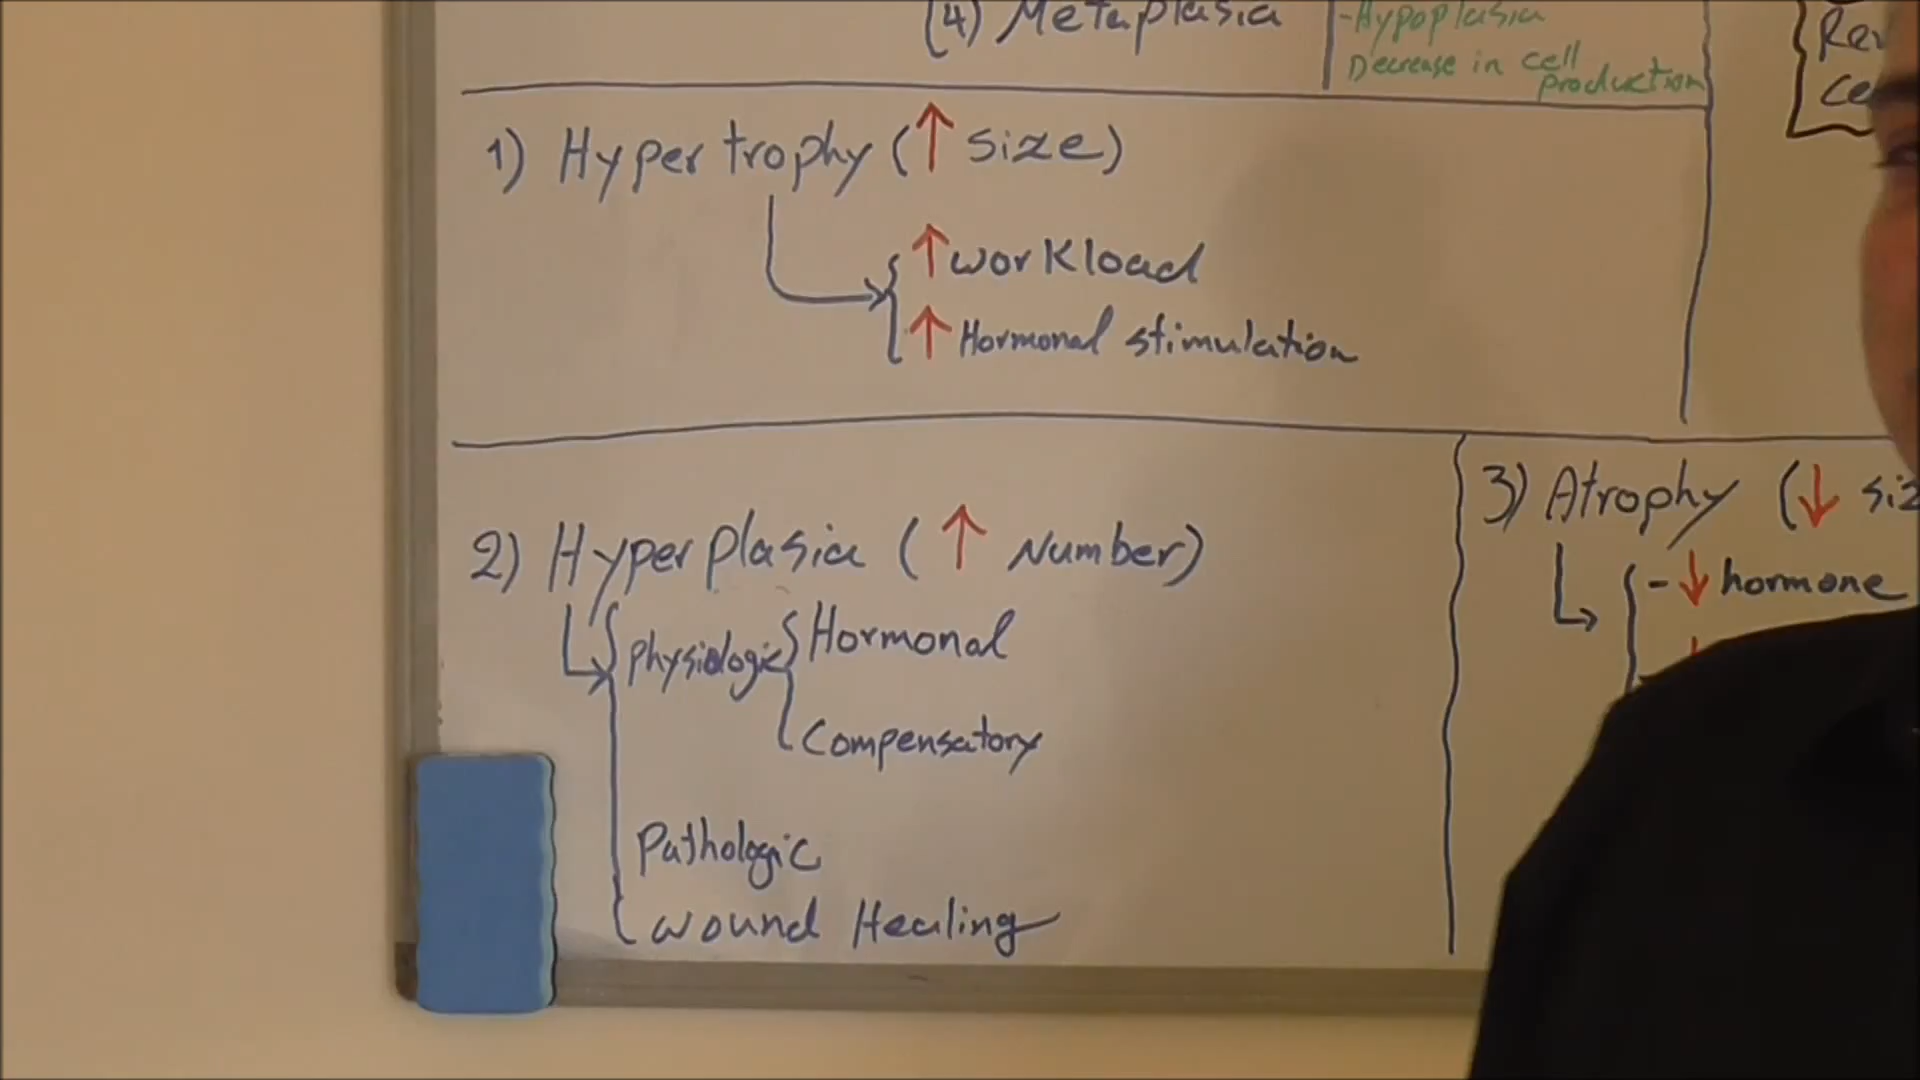 (4) Metaplasia
-Hypoplasia
Decrease in cell
production
1) Hypertrophy (↑ size)
↑ workload
↑ Hormonal stimulation
2) Hyperplasia (↑ Number)
Physiologic
Hormonal
Compensatory
Pathologic
wound Healing
3) Atrophy (↓
- ↓ hormone